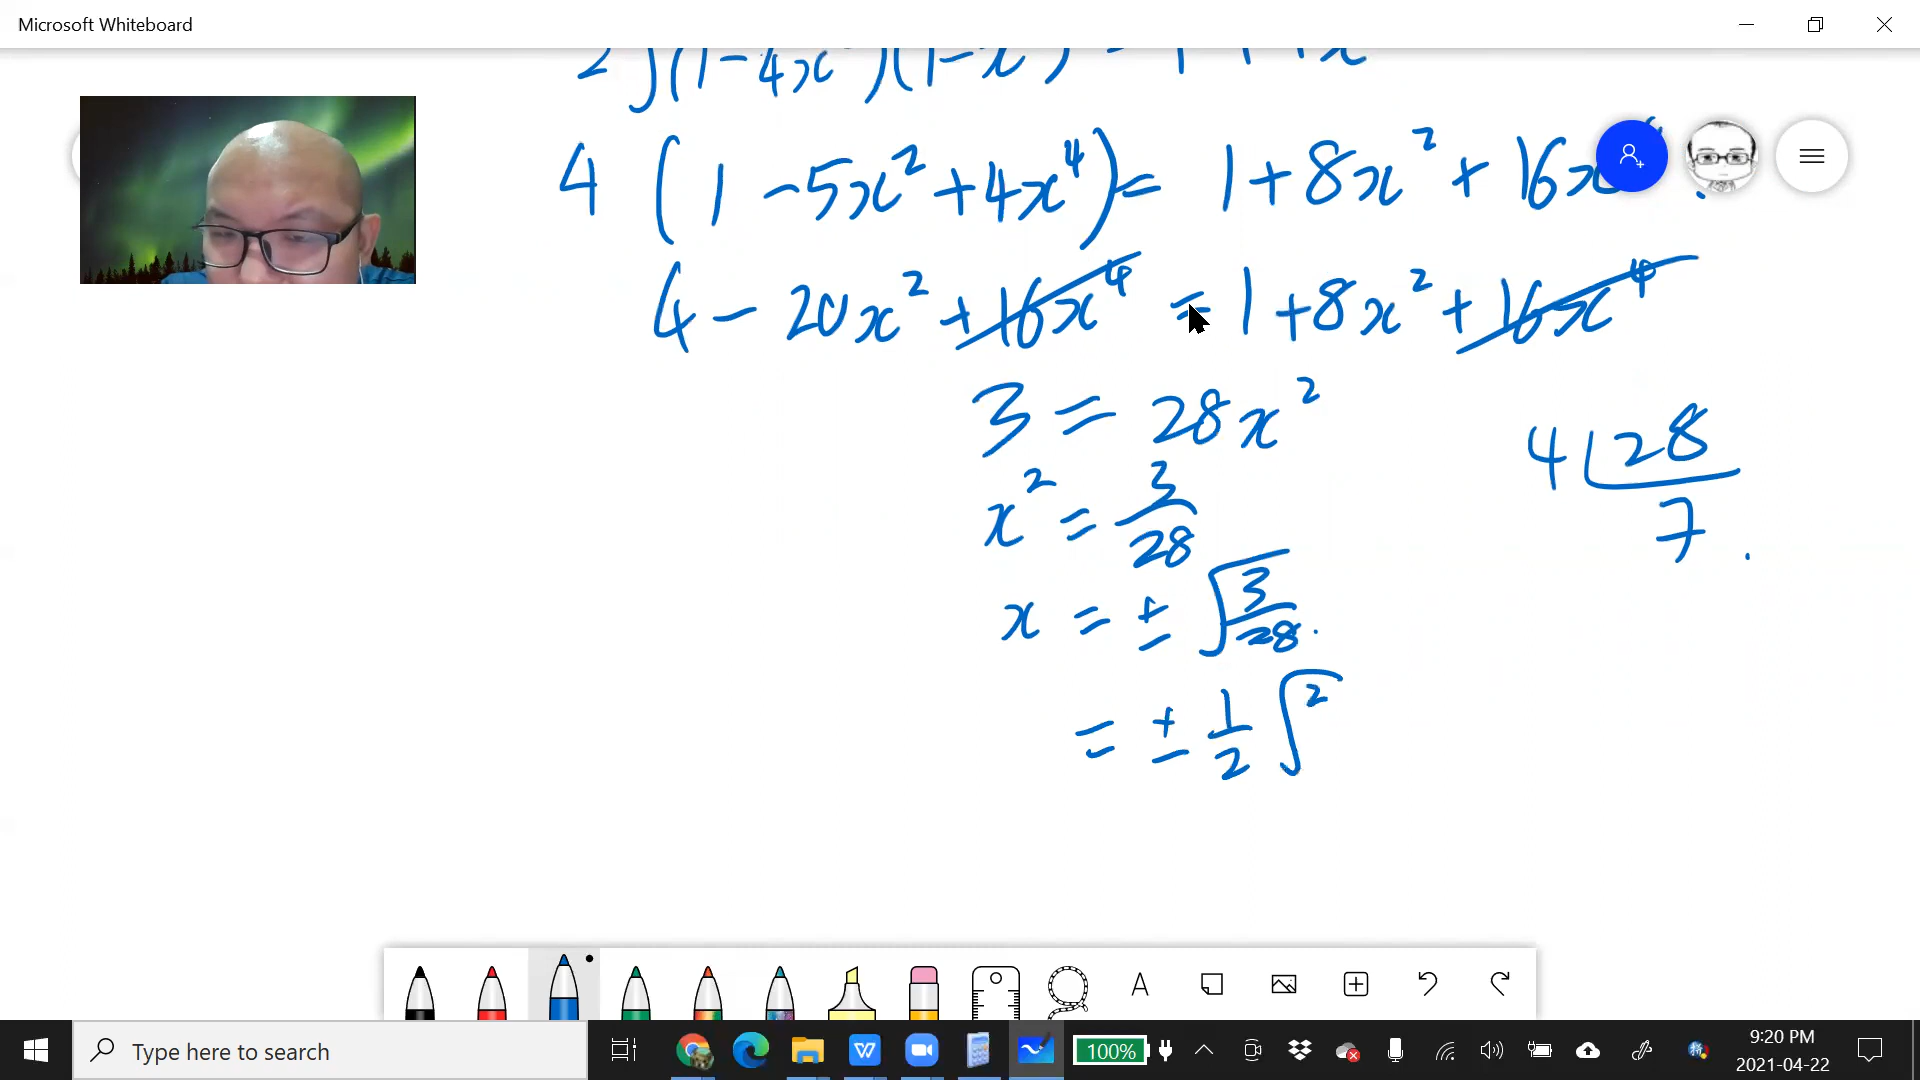 Microsoft Whiteboard
4 ( 1 - 5x² + 4x⁴ ) = 1 + 8x² + 16x
4 - 20x² + 16x⁴ = 1 + 8x² + 16x⁴
3 = 28x²
4 28
7
x² = 3/28
x = ± √3/28.
= ± 1/2 √2
A
Type here to search
W
100%
9:20 PM
2021-04-22